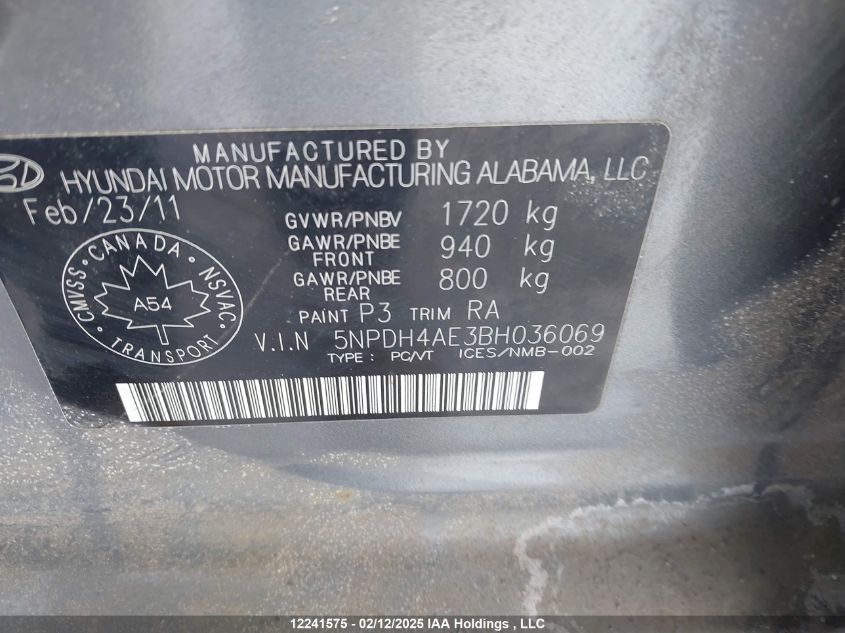 MANUFACTURED BY
HYUNDAI MOTOR MANUFACTURING ALABAMA, LLC
Feb/23/11
GVWR/PNBV 1720 kg
GAWR/PNBE FRONT 940 kg
GAWR/PNBE REAR 800 kg
PAINT P3 TRIM RA
CANADA
CMVSS NSVAC
A54
TRANSPORT
V.I.N 5NPDH4AE3BH036069
TYPE : PC/VT ICES/NMB-002
12241575 - 02/12/2025 IAA Holdings , LLC